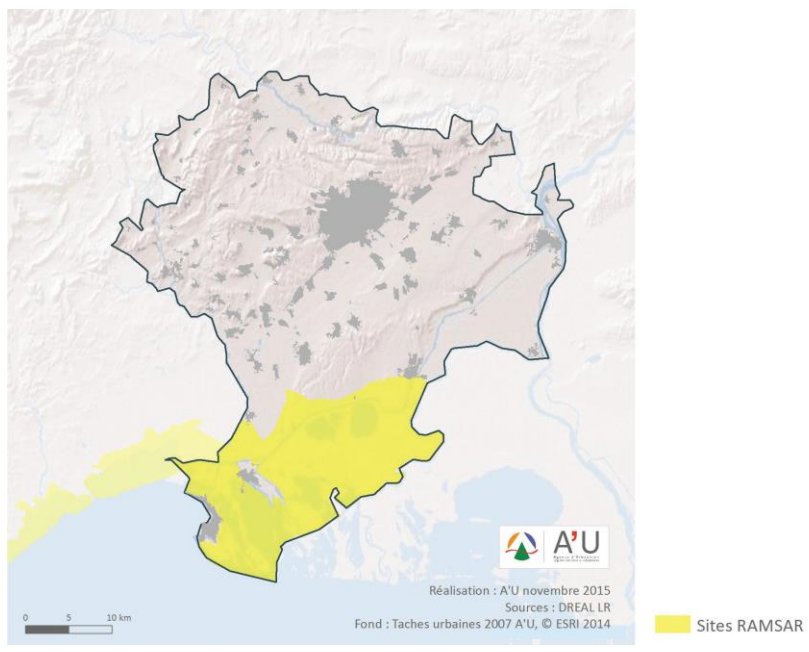 A'U
Réalisation : A'U novembre 2015
Sources : DREAL LR
Fond : Taches urbaines 2007 A'U, © ESRI 2014
0 5 10 km
Sites RAMSAR